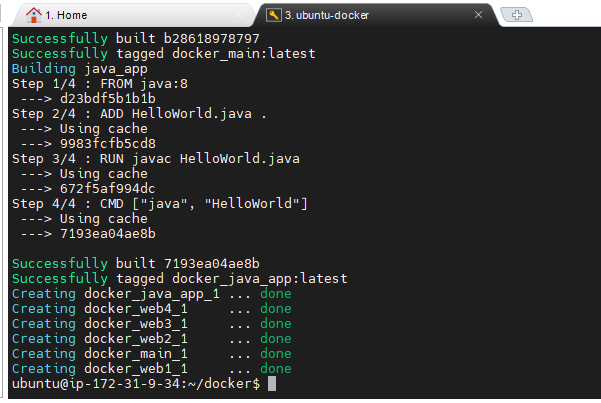 1. Home
3. ubuntu-docker
Successfully built b28618978797
Successfully tagged docker_main:latest
Building java_app
Step 1/4 : FROM java:8
 ---> d23bdf5b1b1b
Step 2/4 : ADD HelloWorld.java .
 ---> Using cache
 ---> 9983fcfb5cd8
Step 3/4 : RUN javac HelloWorld.java
 ---> Using cache
 ---> 672f5af994dc
Step 4/4 : CMD ["java", "HelloWorld"]
 ---> Using cache
 ---> 7193ea04ae8b
Successfully built 7193ea04ae8b
Successfully tagged docker_java_app:latest
Creating docker_java_app_1 ... done
Creating docker_web4_1     ... done
Creating docker_web3_1     ... done
Creating docker_web2_1     ... done
Creating docker_main_1     ... done
Creating docker_web1_1     ... done
ubuntu@ip-172-31-9-34:~/docker$